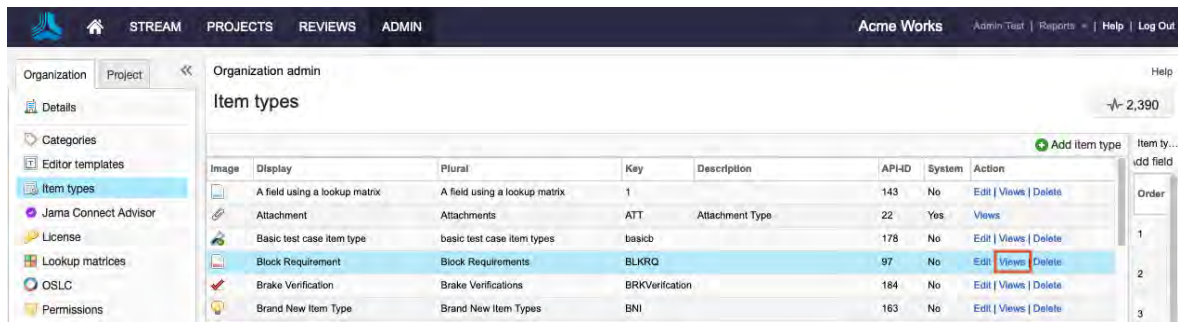 STREAM PROJECTS REVIEWS ADMIN Acme Works Admin Test | Reports | Help | Log Out
Organization Project « Organization admin Help
Details Item types 2,390
Categories Add item type Item ty...
Editor templates Image Display Plural Key Description API-ID System Action dd field
Item types A field using a lookup matrix A field using a lookup matrix 1 143 No Edit | Views | Delete Order
Jama Connect Advisor Attachment Attachments ATT Attachment Type 22 Yes Views
License Basic test case item type basic test case item types basicb 178 No Edit | Views | Delete 1
Lookup matrices Block Requirement Block Requirements BLKRQ 97 No Edit | Views | Delete 2
OSLC Brake Verification Brake Verifications BRKVerifcation 184 No Edit | Views | Delete
Permissions Brand New Item Type Brand New Item Types BNI 163 No Edit | Views | Delete 3